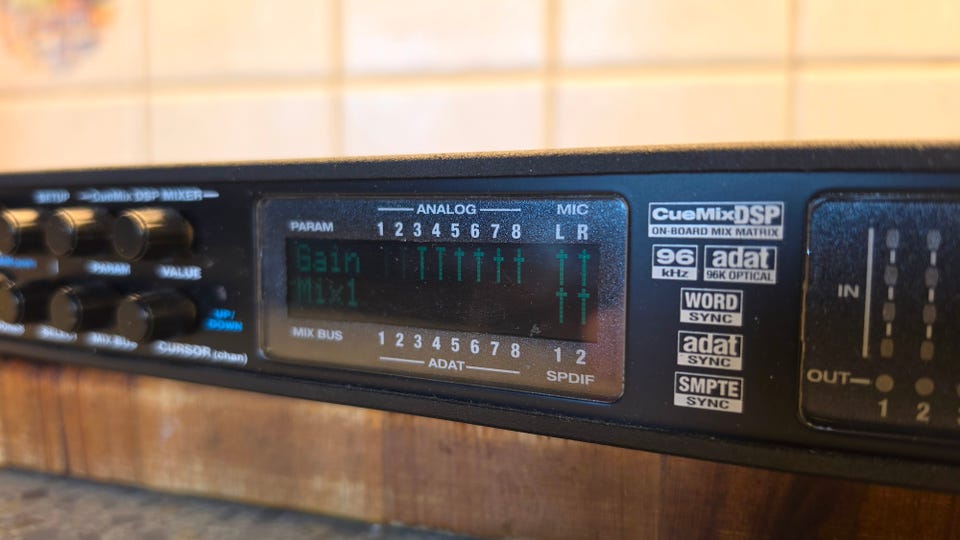 SETUP
CueMix DSP MIXER
PARAM
VALUE
SELECT
MIX BUS
CURSOR (chan)
UP/
DOWN
ANALOG
MIC
PARAM
1 2 3 4 5 6 7 8
L R
Gain
Mix1
MIX BUS
1 2 3 4 5 6 7 8
1 2
ADAT
SPDIF
CueMixDSP
ON-BOARD MIX MATRIX
96
kHz
adat
96K OPTICAL
WORD
SYNC
adat
SYNC
SMPTE
SYNC
IN
OUT
1 2